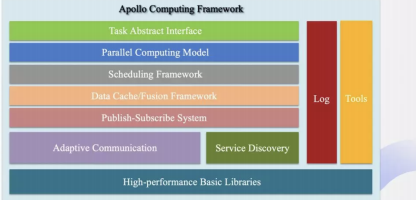 Apollo Computing Framework
Task Abstract Interface
Parallel Computing Model
Scheduling Framework
Data Cache/Fusion Framework
Publish-Subscribe System
Adaptive Communication
Service Discovery
Log
Tools
High-performance Basic Libraries